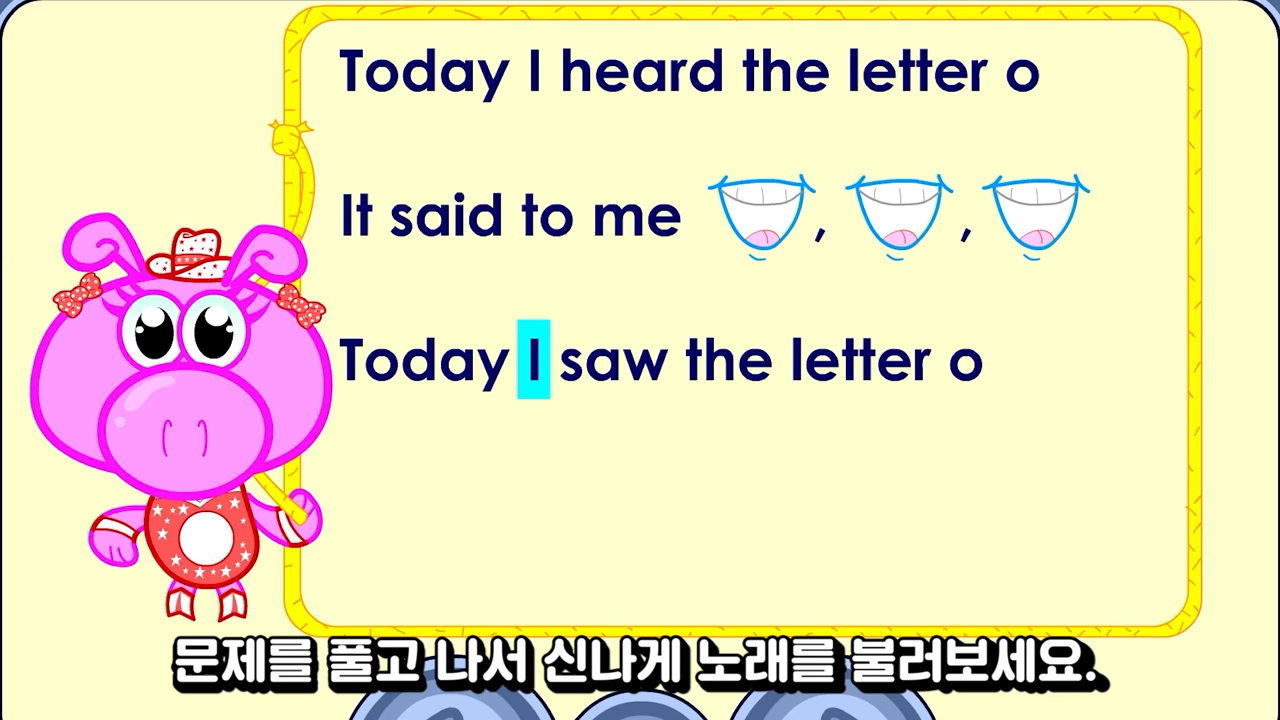 Today I heard the letter o
It said to me , ,
Today I saw the letter o
문제를 풀고 나서 신나게 노래를 불러보세요.